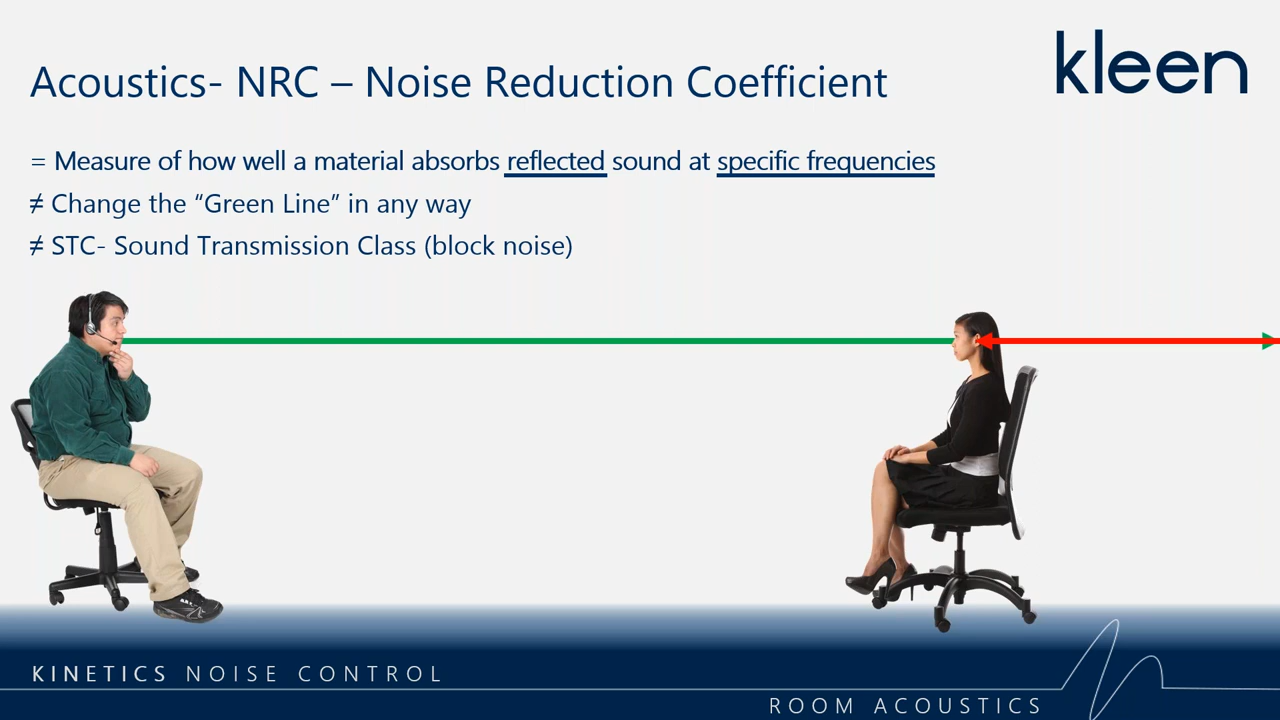 kleen
Acoustics- NRC – Noise Reduction Coefficient
= Measure of how well a material absorbs reflected sound at specific frequencies
≠ Change the “Green Line” in any way
≠ STC- Sound Transmission Class (block noise)
KINETICS NOISE CONTROL
ROOM ACOUSTICS